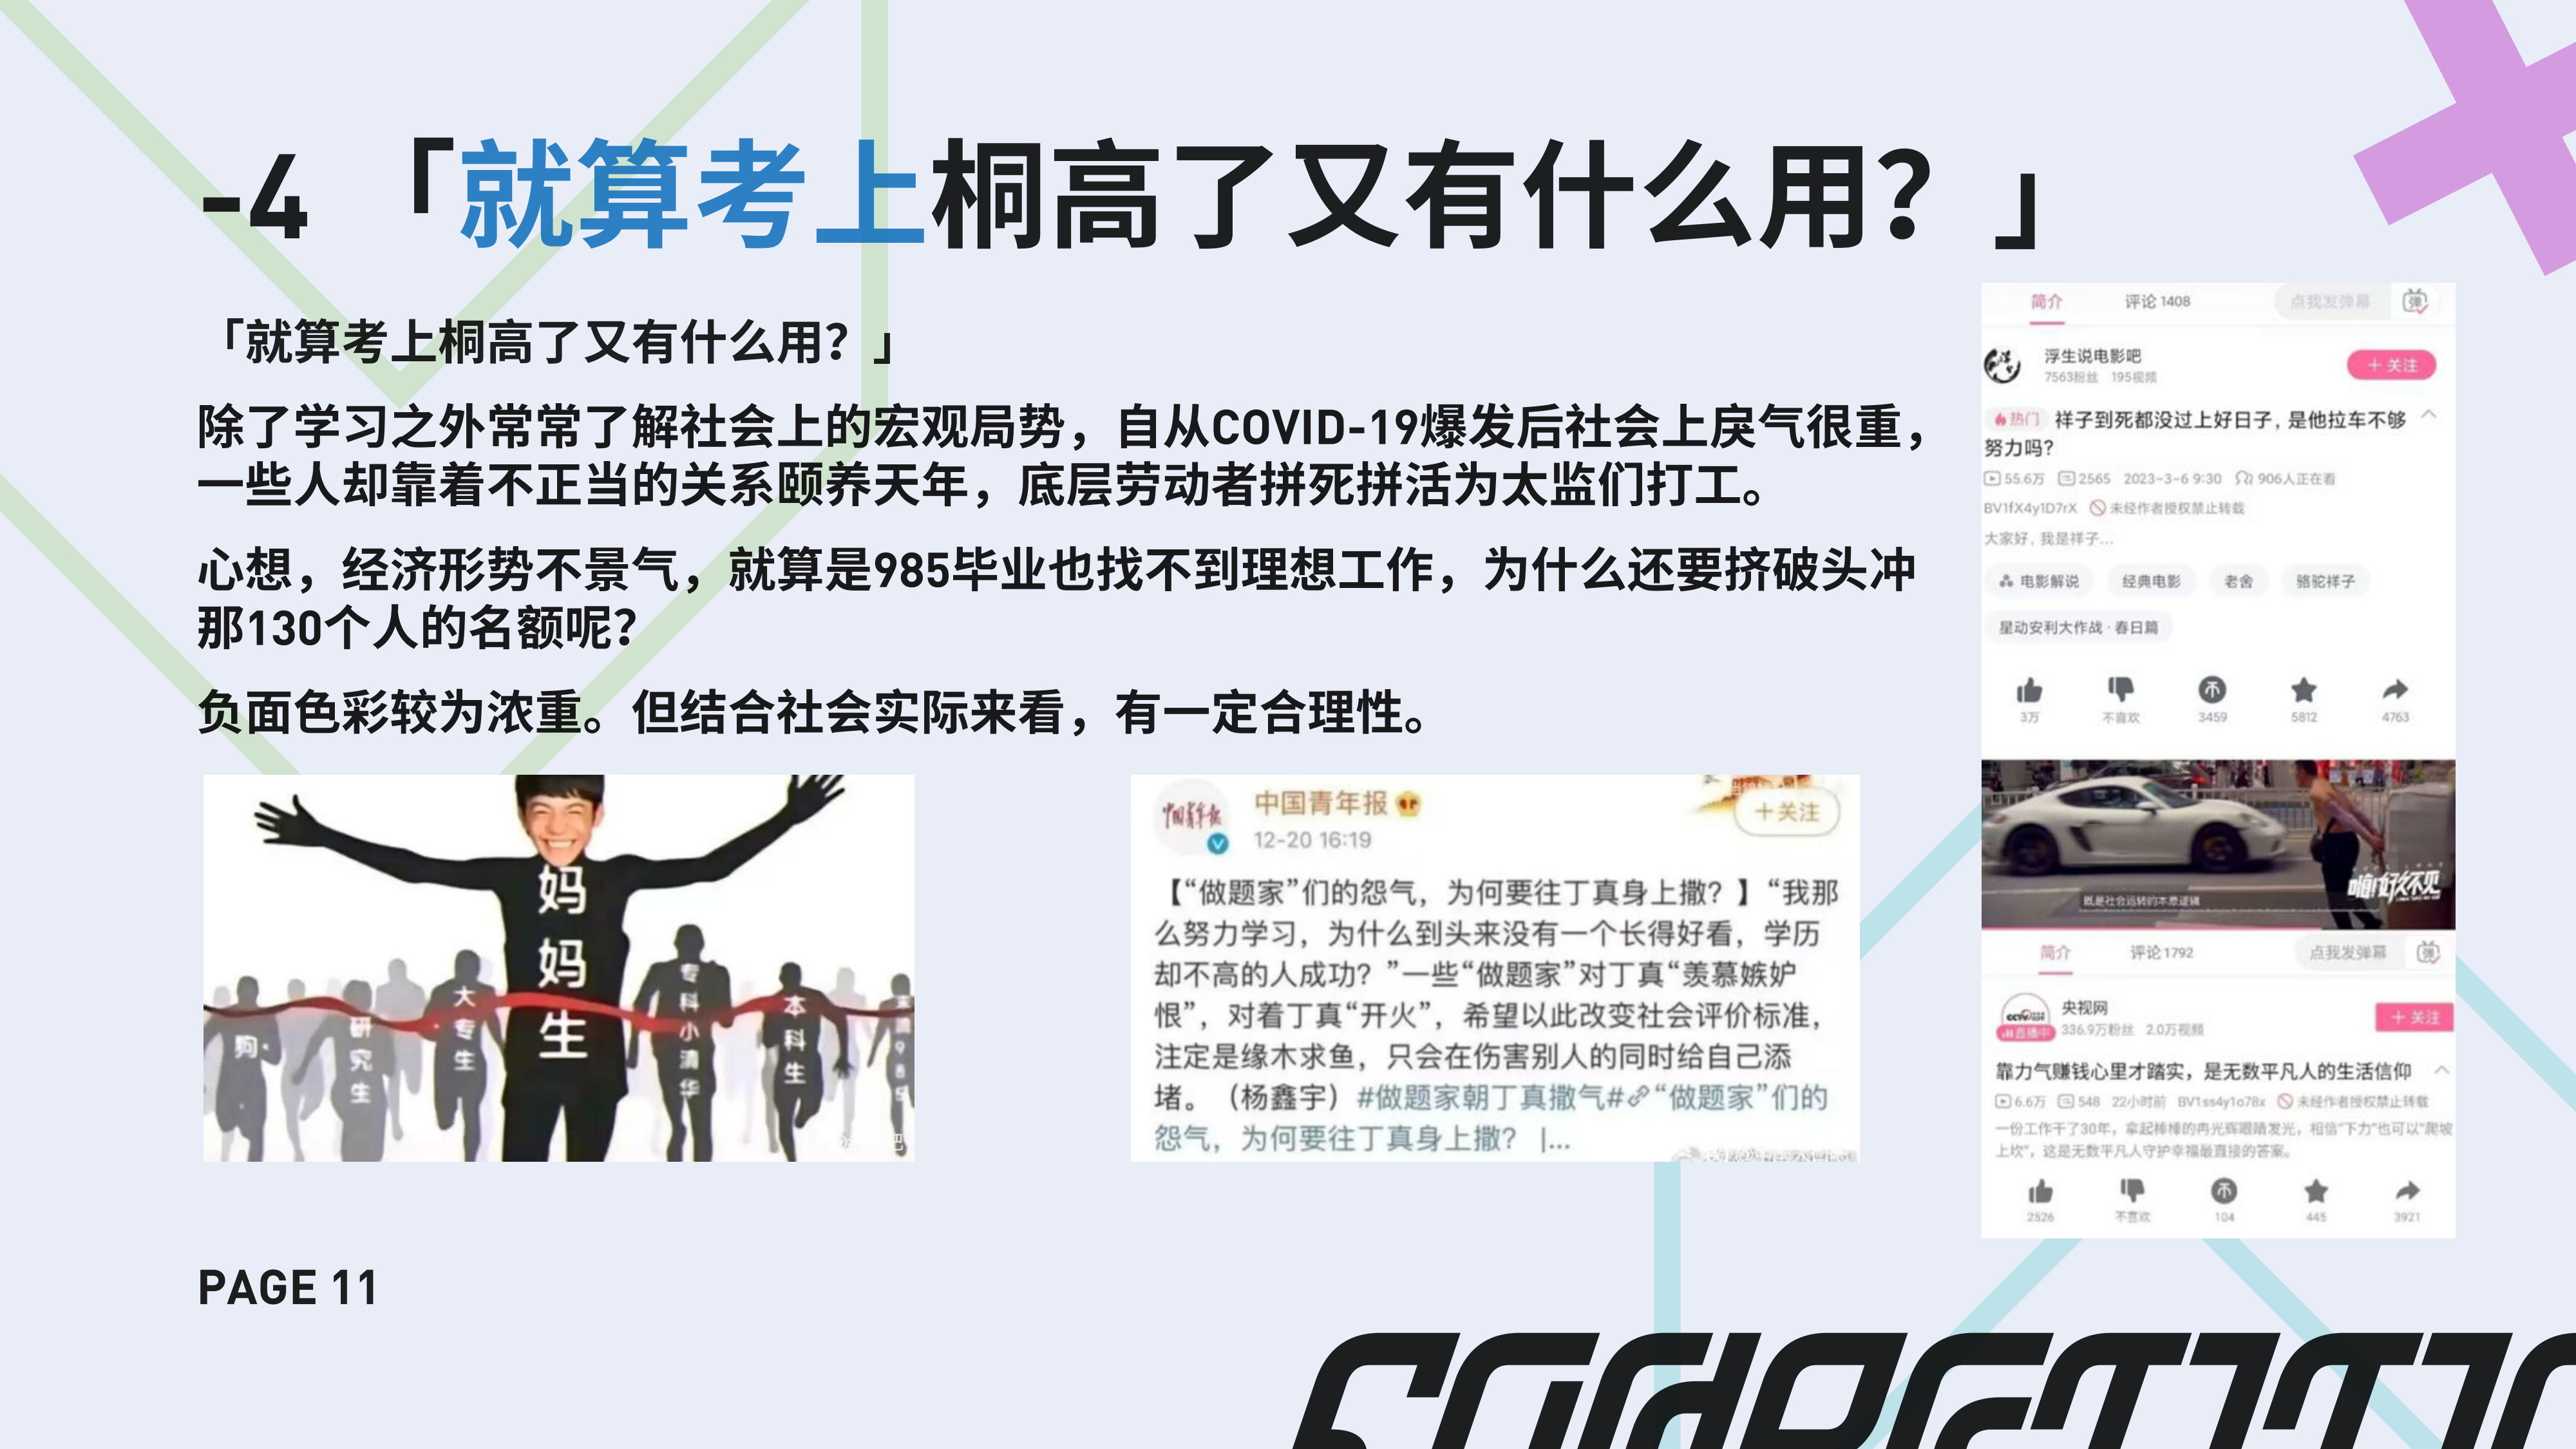 -4 「就算考上桐高了又有什么用？」
「就算考上桐高了又有什么用？」
除了学习之外常常了解社会上的宏观局势，自从COVID-19爆发后社会上戾气很重，
一些人却靠着不正当的关系颐养天年，底层劳动者拼死拼活为太监们打工。
心想，经济形势不景气，就算是985毕业也找不到理想工作，为什么还要挤破头冲
那130个人的名额呢？
负面色彩较为浓重。但结合社会实际来看，有一定合理性。
妈妈生
狗
研究生
大专生
专科小清华
本科生
中国青年报
中国青年报
12-20 16:19
＋关注
【“做题家”们的怨气，为何要往丁真身上撒？】“我那
么努力学习，为什么到头来没有一个长得好看，学历
却不高的人成功？”一些“做题家”对丁真“羡慕嫉妒
恨”，对着丁真“开火”，希望以此改变社会评价标准，
注定是缘木求鱼，只会在伤害别人的同时给自己添
堵。（杨鑫宇）#做题家朝丁真撒气#“做题家”们的
怨气，为何要往丁真身上撒？ |...
简介 评论 1408 点我发弹幕 弹
浮生说电影吧
7563粉丝 195视频
＋ 关注
热门 祥子到死都没过上好日子，是他拉车不够
努力吗？
55.6万 2565 2023-3-6 9:30 906人正在看
BV1fX4y1D7rX 未经作者授权禁止转载
大家好，我是祥子...
电影解说 经典电影 老舍 骆驼祥子
星动安利大作战 · 春日篇
3万 不喜欢 3459 5812 4763
嗨！好久不见
既是社会运转的本原逻辑
简介 评论 1792 点我发弹幕 弹
CCTV
直播中
央视网
336.9万粉丝 2.0万视频
＋ 关注
靠力气赚钱心里才踏实，是无数平凡人的生活信仰
6.6万 548 22小时前 BV1ss4y1o78x 未经作者授权禁止转载
一份工作干了30年，拿起棒棒的冉光辉眼睛发光，相信“下力”也可以“爬坡
上坎”，这是无数平凡人守护幸福最直接的答案。
2526 不喜欢 104 445 3921
PAGE 11